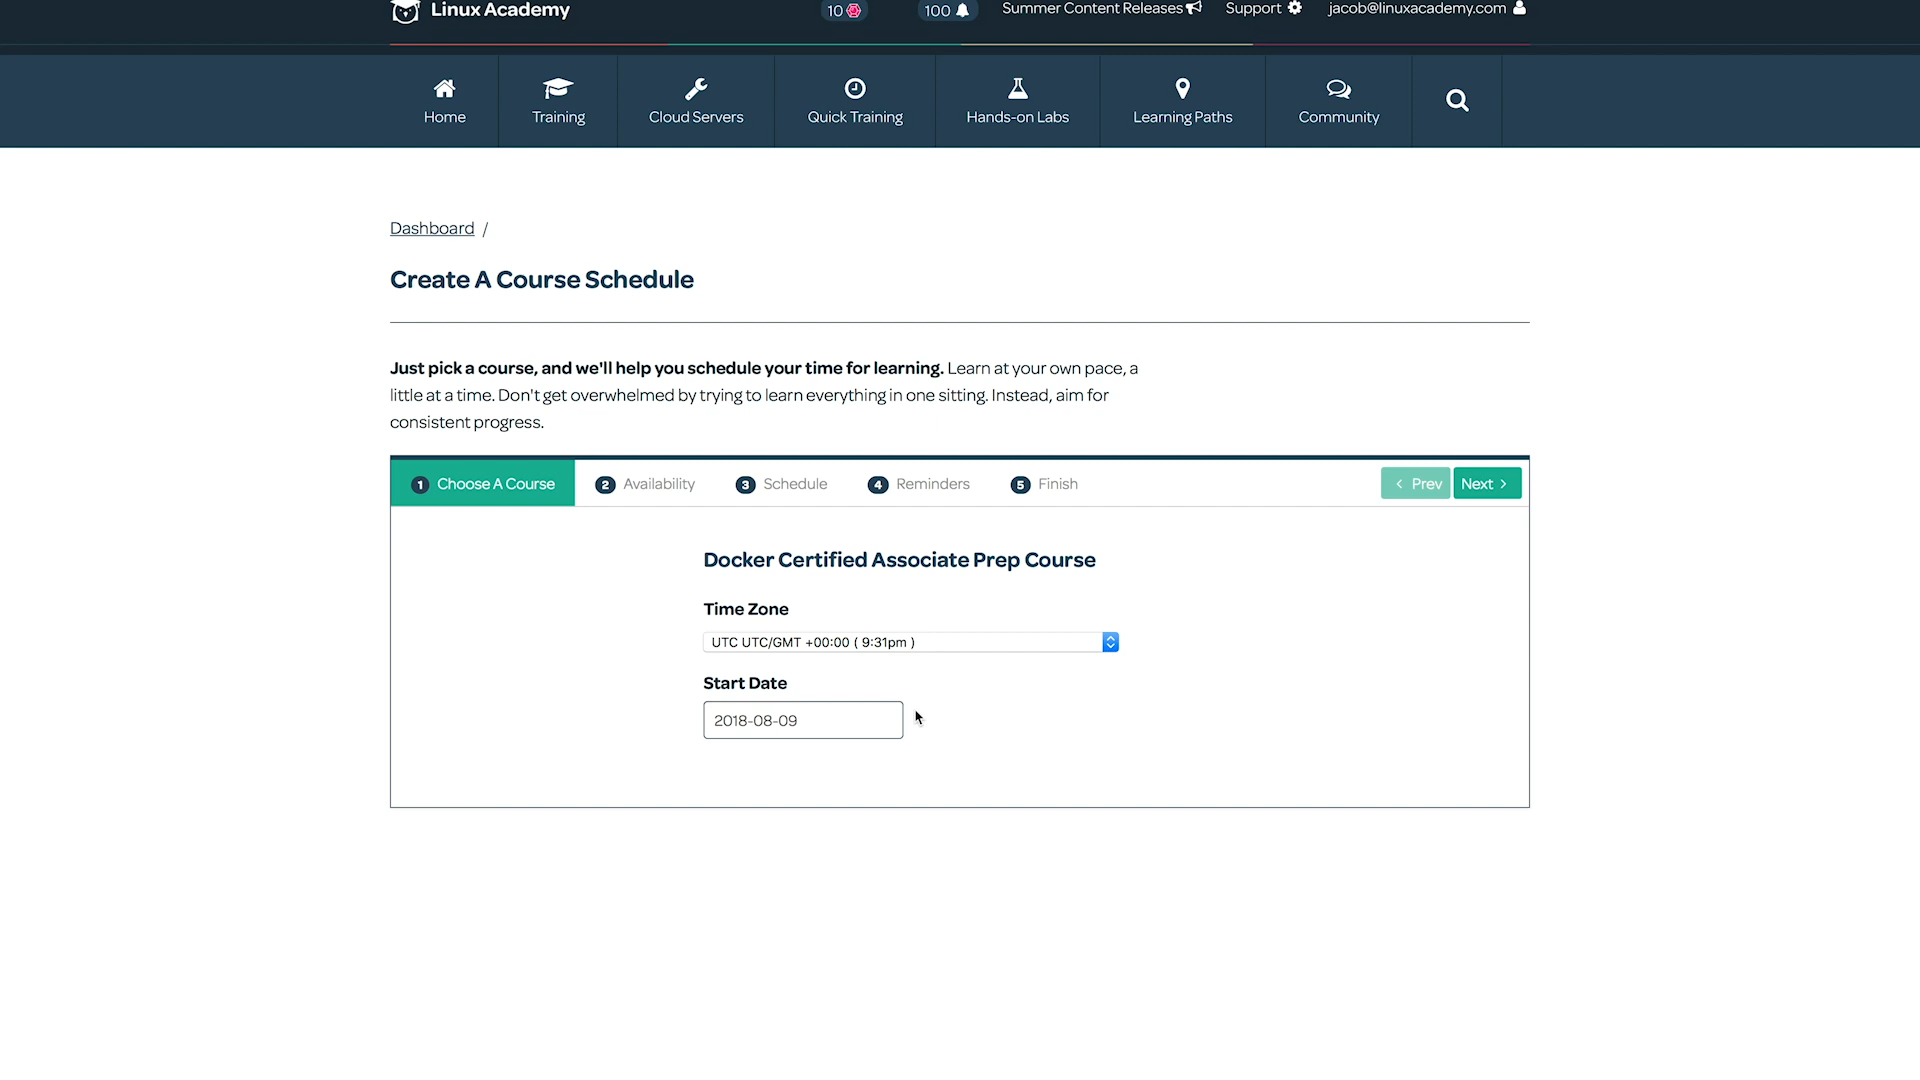 Linux Academy
10
100
Summer Content Releases
Support
jacob@linuxacademy.com
Home
Training
Cloud Servers
Quick Training
Hands-on Labs
Learning Paths
Community
Dashboard /
Create A Course Schedule
Just pick a course, and we'll help you schedule your time for learning. Learn at your own pace, a
little at a time. Don't get overwhelmed by trying to learn everything in one sitting. Instead, aim for
consistent progress.
1 Choose A Course
2 Availability
3 Schedule
4 Reminders
5 Finish
Prev
Next
Docker Certified Associate Prep Course
Time Zone
UTC UTC/GMT +00:00 ( 9:31pm )
Start Date
2018-08-09